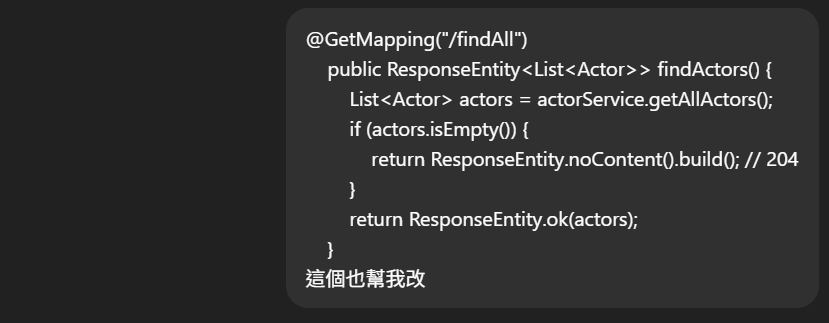 @GetMapping("/findAll")
    public ResponseEntity<List<Actor>> findActors() {
        List<Actor> actors = actorService.getAllActors();
        if (actors.isEmpty()) {
            return ResponseEntity.noContent().build(); // 204
        }
        return ResponseEntity.ok(actors);
    }
這個也幫我改